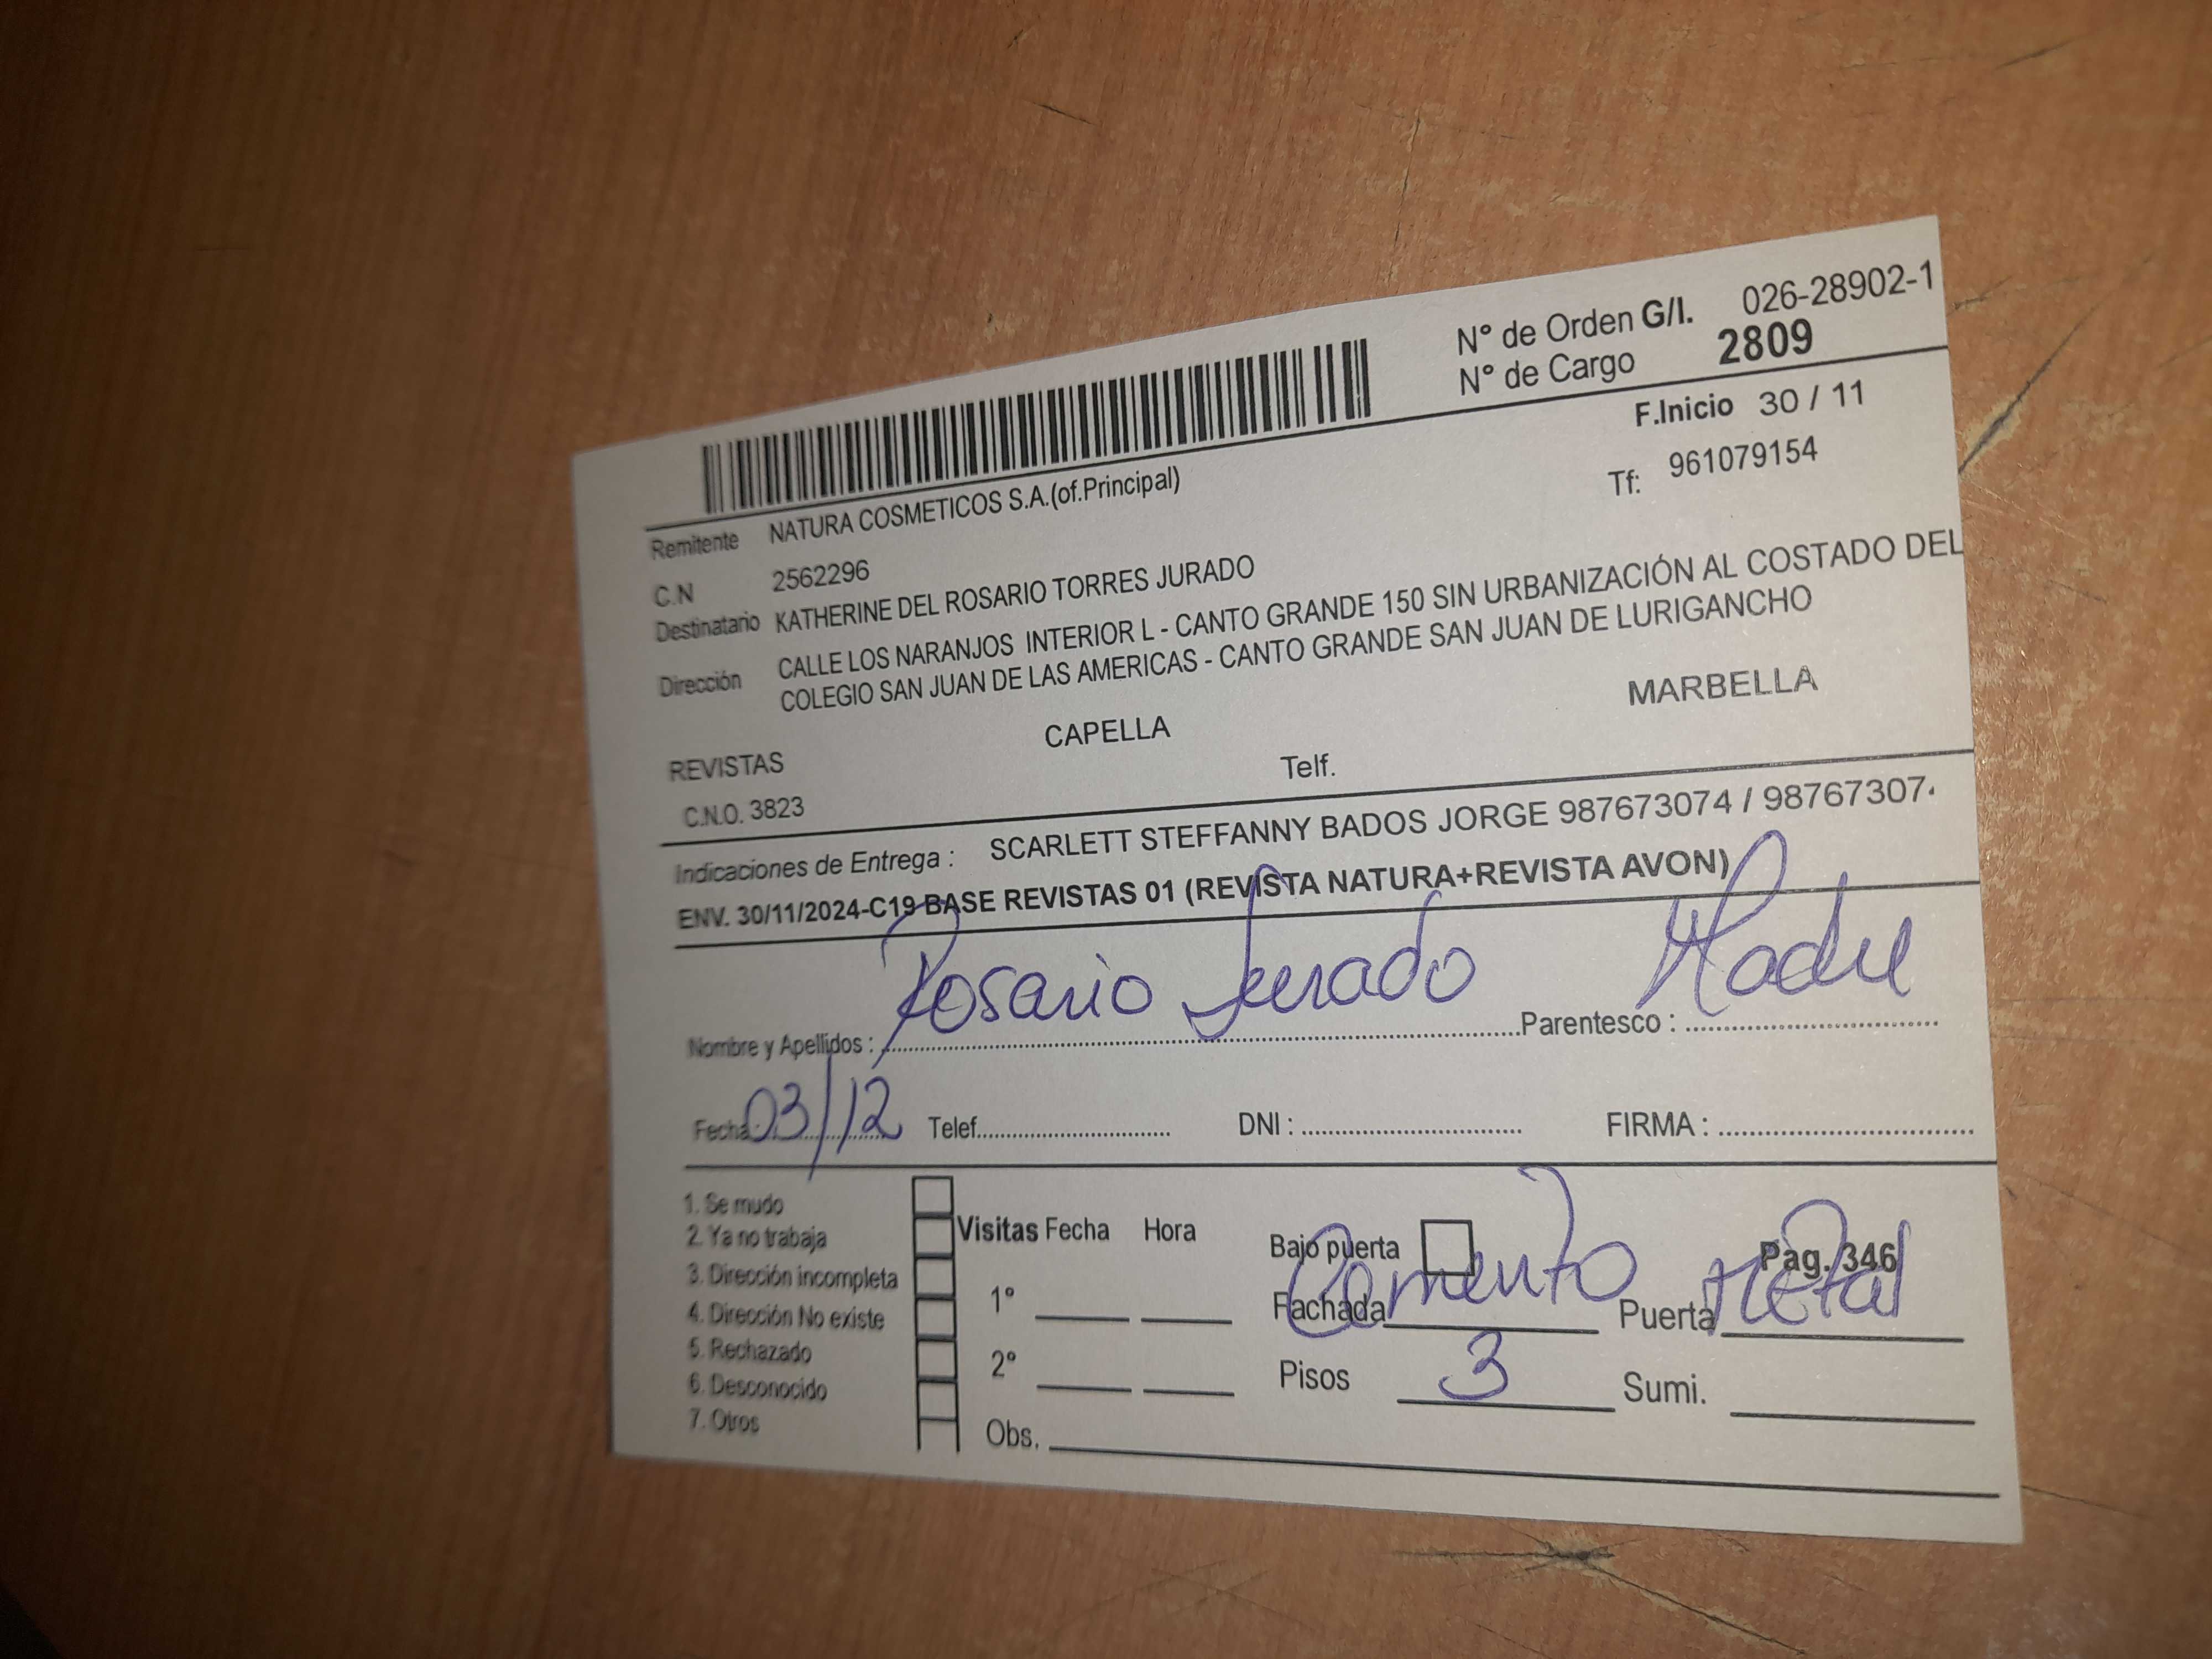 N° de Orden G/I. 026-28902-1
N° de Cargo 2809
F.Inicio 30 / 11
Remitente NATURA COSMETICOS S.A.(of.Principal) Tf: 961079154
C.N 2562296
Destinatario KATHERINE DEL ROSARIO TORRES JURADO
Dirección CALLE LOS NARANJOS INTERIOR L - CANTO GRANDE 150 SIN URBANIZACIÓN AL COSTADO DEL
COLEGIO SAN JUAN DE LAS AMERICAS - CANTO GRANDE SAN JUAN DE LURIGANCHO
REVISTAS CAPELLA MARBELLA
C.N.O. 3823 Telf.
Indicaciones de Entrega : SCARLETT STEFFANNY BADOS JORGE 987673074 / 98767307
ENV. 30/11/2024-C19 BASE REVISTAS 01 (REVISTA NATURA+REVISTA AVON)
Nombre y Apellidos : Rosario Jurado Parentesco : Madre
Fecha : 03/12 Telef. DNI : FIRMA :
1. Se mudo
2. Ya no trabaja
3. Dirección incompleta
4. Dirección No existe
5. Rechazado
6. Desconocido
7. Otros
Visitas Fecha Hora
1°
2°
Obs.
Bajo puerta Pag. 346
Fachada Cemento Puerta Metal
Pisos 3 Sumi.